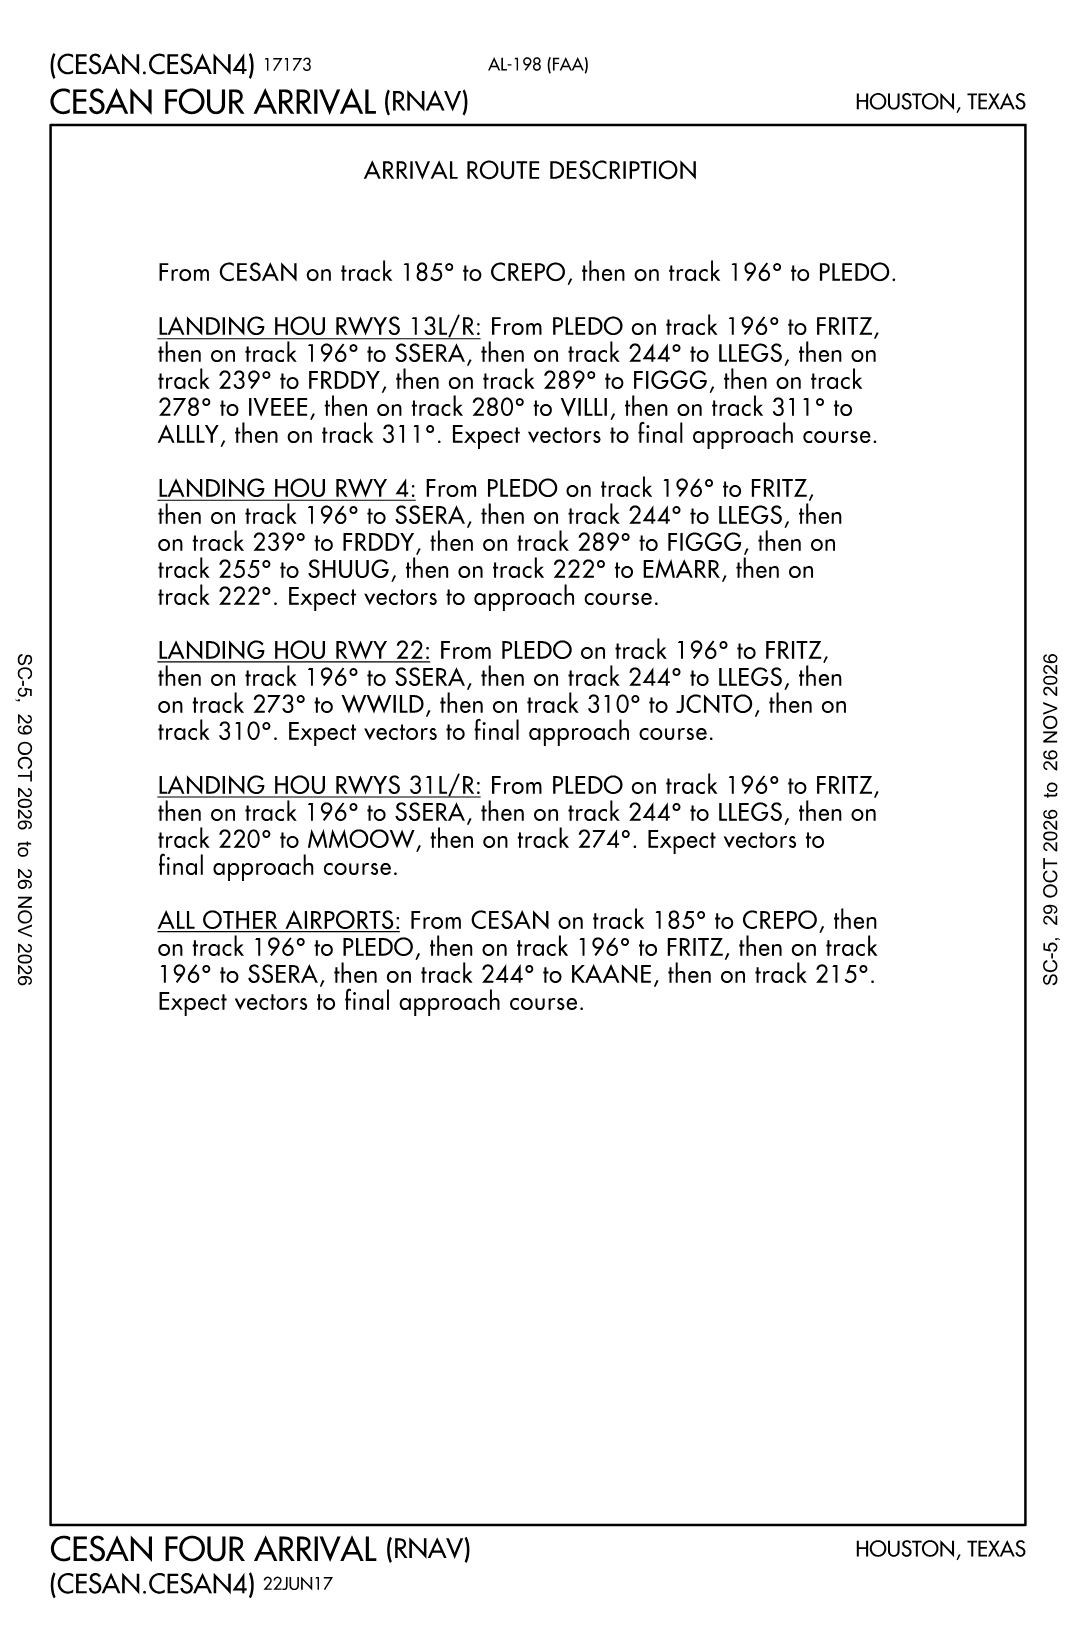 (CESAN.CESAN4) 17173
AL-198 (FAA)
CESAN FOUR ARRIVAL (RNAV)
HOUSTON, TEXAS
ARRIVAL ROUTE DESCRIPTION
From CESAN on track 185° to CREPO, then on track 196° to PLEDO.
LANDING HOU RWYS 13L/R: From PLEDO on track 196° to FRITZ,
then on track 196° to SSERA, then on track 244° to LLEGS, then on
track 239° to FRDDY, then on track 289° to FIGGG, then on track
278° to IVEEE, then on track 280° to VILLI, then on track 311° to
ALLLY, then on track 311°. Expect vectors to final approach course.
LANDING HOU RWY 4: From PLEDO on track 196° to FRITZ,
then on track 196° to SSERA, then on track 244° to LLEGS, then
on track 239° to FRDDY, then on track 289° to FIGGG, then on
track 255° to SHUUG, then on track 222° to EMARR, then on
track 222°. Expect vectors to approach course.
LANDING HOU RWY 22: From PLEDO on track 196° to FRITZ,
then on track 196° to SSERA, then on track 244° to LLEGS, then
on track 273° to WWILD, then on track 310° to JCNTO, then on
track 310°. Expect vectors to final approach course.
LANDING HOU RWYS 31L/R: From PLEDO on track 196° to FRITZ,
then on track 196° to SSERA, then on track 244° to LLEGS, then on
track 220° to MMOOW, then on track 274°. Expect vectors to
final approach course.
ALL OTHER AIRPORTS: From CESAN on track 185° to CREPO, then
on track 196° to PLEDO, then on track 196° to FRITZ, then on track
196° to SSERA, then on track 244° to KAANE, then on track 215°.
Expect vectors to final approach course.
SC-5, 29 OCT 2026 to 26 NOV 2026
SC-5, 29 OCT 2026 to 26 NOV 2026
CESAN FOUR ARRIVAL (RNAV)
HOUSTON, TEXAS
(CESAN.CESAN4) 22JUN17